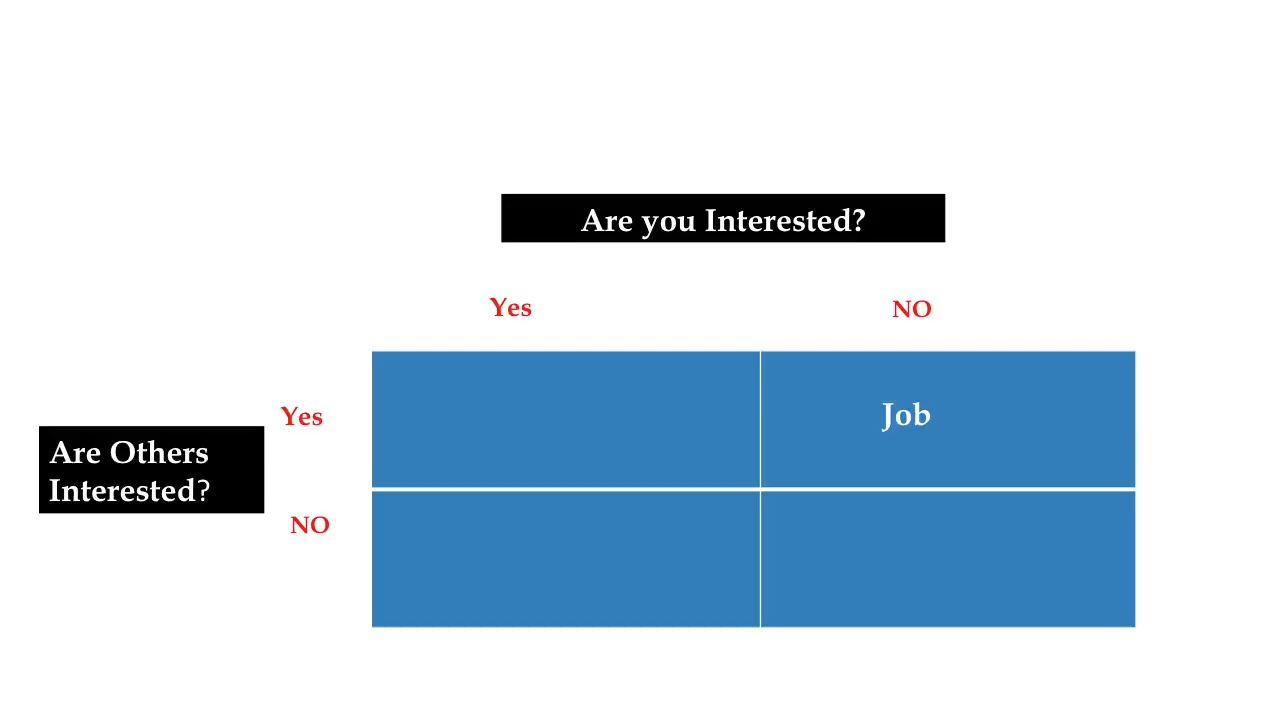 Are you Interested?
Yes
NO
Yes
Job
Are Others
Interested?
NO